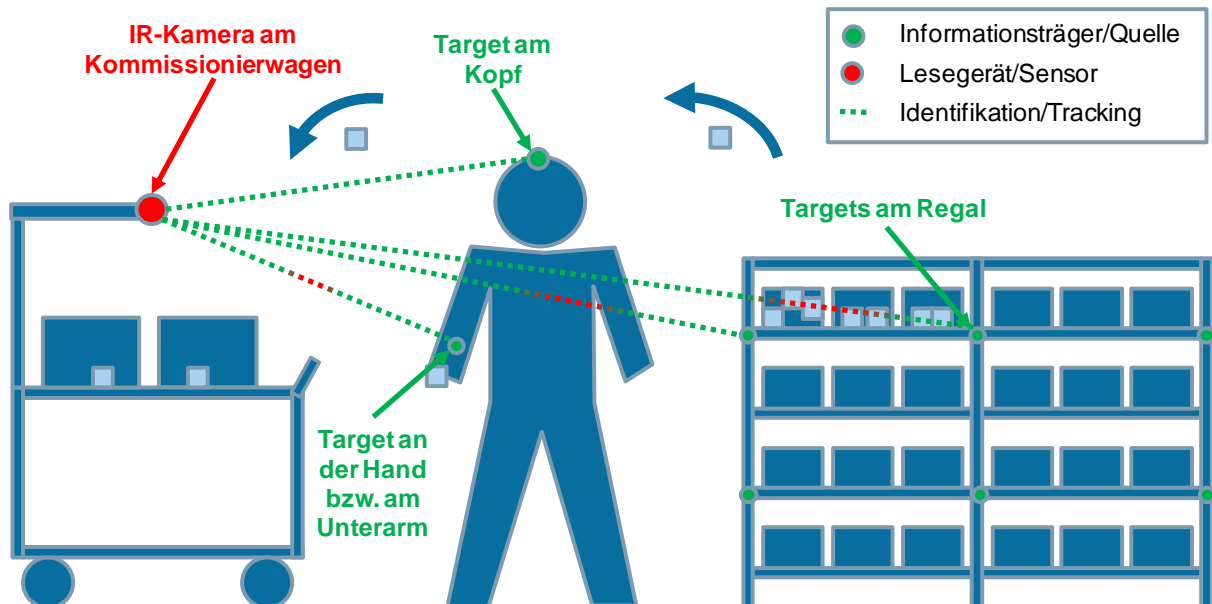 IR-Kamera am
Kommissionierwagen
Target am
Kopf
Informationsträger/Quelle
Lesegerät/Sensor
Identifikation/Tracking
Targets am Regal
Target an
der Hand
bzw. am
Unterarm